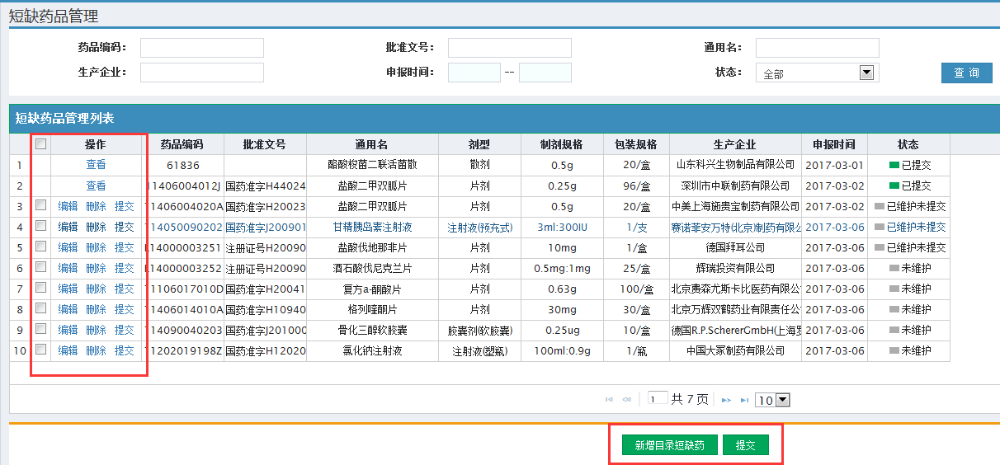 短缺药品管理
药品编码： 批准文号： 通用名：
生产企业： 申报时间： -- 状态： 全部 查 询
短缺药品管理列表
操作 药品编码 批准文号 通用名 剂型 制剂规格 包装规格 生产企业 申报时间 状态
1 查看 61836 酪酸梭菌二联活菌散 散剂 0.5g 20/盒 山东科兴生物制品有限公司 2017-03-01 已提交
2 查看 11406004012J 国药准字H44024 盐酸二甲双胍片 片剂 0.25g 96/盒 深圳市中联制药有限公司 2017-03-02 已提交
3 编辑 删除 提交 11406004020A 国药准字H20023 盐酸二甲双胍片 片剂 0.5g 20/盒 中美上海施贵宝制药有限公司 2017-03-02 已维护未提交
4 编辑 删除 提交 114050090202 国药准字J200901 甘精胰岛素注射液 注射液(预充式) 3ml:300IU 1/支 赛诺菲安万特(北京)制药有限公 2017-03-06 已维护未提交
5 编辑 删除 提交 14000003251 注册证号H20090 盐酸伐地那非片 片剂 10mg 1/盒 德国拜耳公司 2017-03-06 已维护未提交
6 编辑 删除 提交 14000003252 注册证号H20090 酒石酸伐尼克兰片 片剂 0.5mg:1mg 25/盒 辉瑞投资有限公司 2017-03-06 未维护
7 编辑 删除 提交 11106017010D 国药准字H20041 复方a-酮酸片 片剂 0.63g 100/盒 北京费森尤斯卡比医药有限公 2017-03-06 未维护
8 编辑 删除 提交 11406014010A 国药准字H10940 格列喹酮片 片剂 30mg 30/盒 北京万辉双鹤药业有限责任公 2017-03-06 未维护
9 编辑 删除 提交 114090040203 国药准字J201000 骨化三醇软胶囊 胶囊剂(软胶囊) 0.25ug 10/盒 德国R.P.SchererGmbH(上海罗 2017-03-06 未维护
10 编辑 删除 提交 11202019198Z 国药准字H12020 氯化钠注射液 注射液(塑瓶) 100ml:0.9g 1/瓶 中国大冢制药有限公司 2017-03-06 未维护
1 共 7 页 10
新增目录短缺药 提交